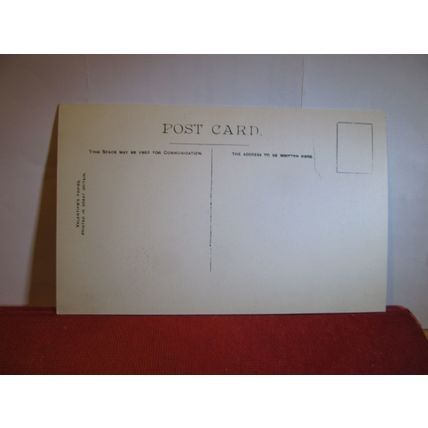 POST CARD.
THIS SPACE MAY BE USED FOR COMMUNICATION.
THE ADDRESS TO BE WRITTEN HERE.
VALENTINE'S SERIES.
PRINTED IN GREAT BRITAIN.